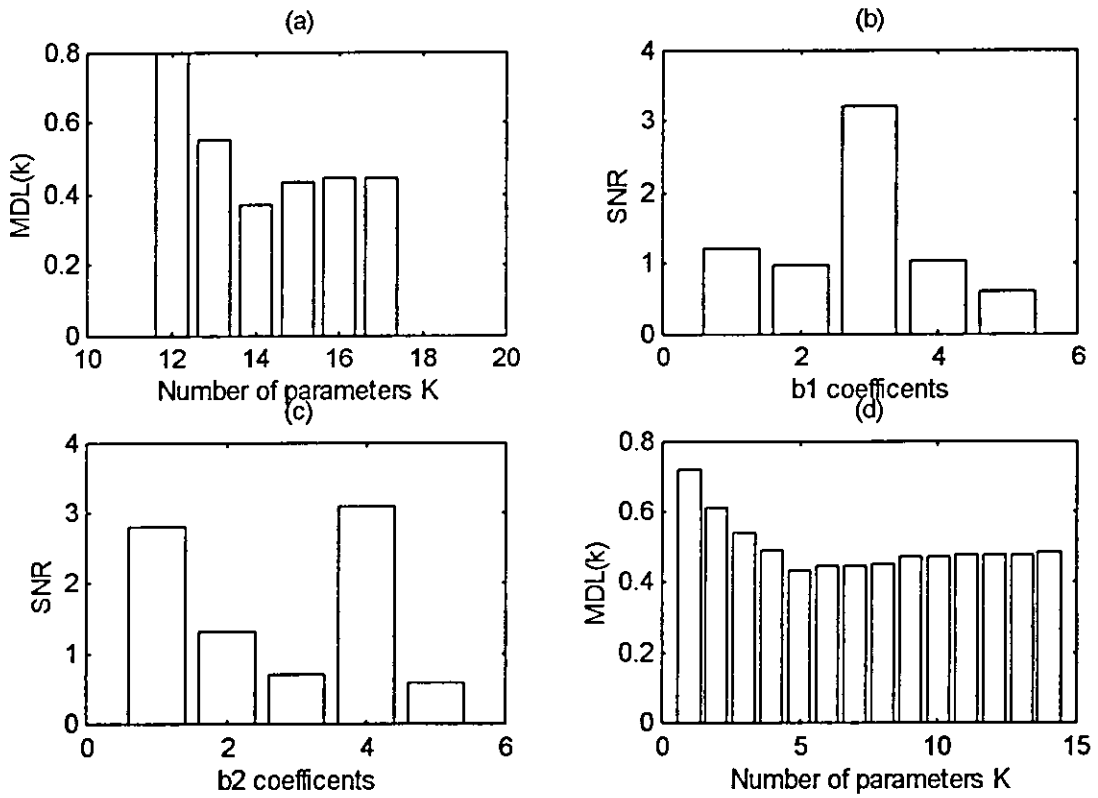 (a)
0.8
0.6
0.4
0.2
0
MDL(k)
10 12 14 16 18 20
Number of parameters K
(b)
4
3
2
1
0
SNR
0 2 4 6
b1 coefficents
(c)
4
3
2
1
0
SNR
0 2 4 6
b2 coefficents
(d)
0.8
0.6
0.4
0.2
0
MDL(k)
0 5 10 15
Number of parameters K